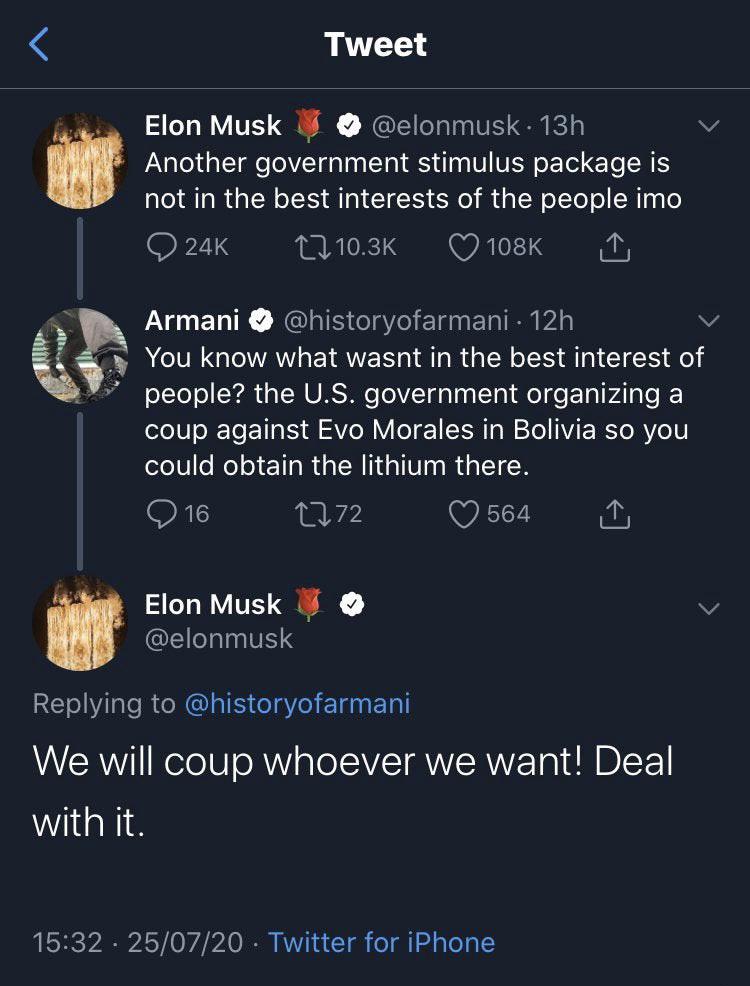 Tweet
Elon Musk 🌹 @elonmusk · 13h
Another government stimulus package is
not in the best interests of the people imo
24K 10.3K 108K
Armani @historyofarmani · 12h
You know what wasnt in the best interest of
people? the U.S. government organizing a
coup against Evo Morales in Bolivia so you
could obtain the lithium there.
16 72 564
Elon Musk 🌹
@elonmusk
Replying to @historyofarmani
We will coup whoever we want! Deal
with it.
15:32 · 25/07/20 · Twitter for iPhone